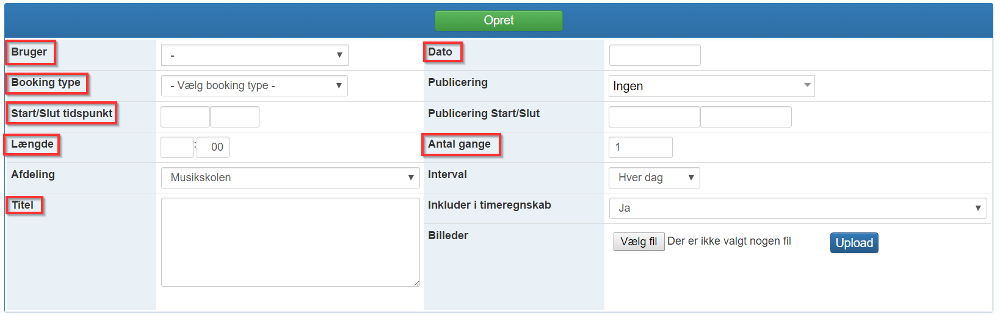 Opret
Bruger - Dato
Booking type - Vælg booking type - Publicering Ingen
Start/Slut tidspunkt Publicering Start/Slut
Længde : 00 Antal gange 1
Afdeling Musikskolen Interval Hver dag
Titel Inkluder i timeregnskab Ja
Billeder Vælg fil Der er ikke valgt nogen fil Upload